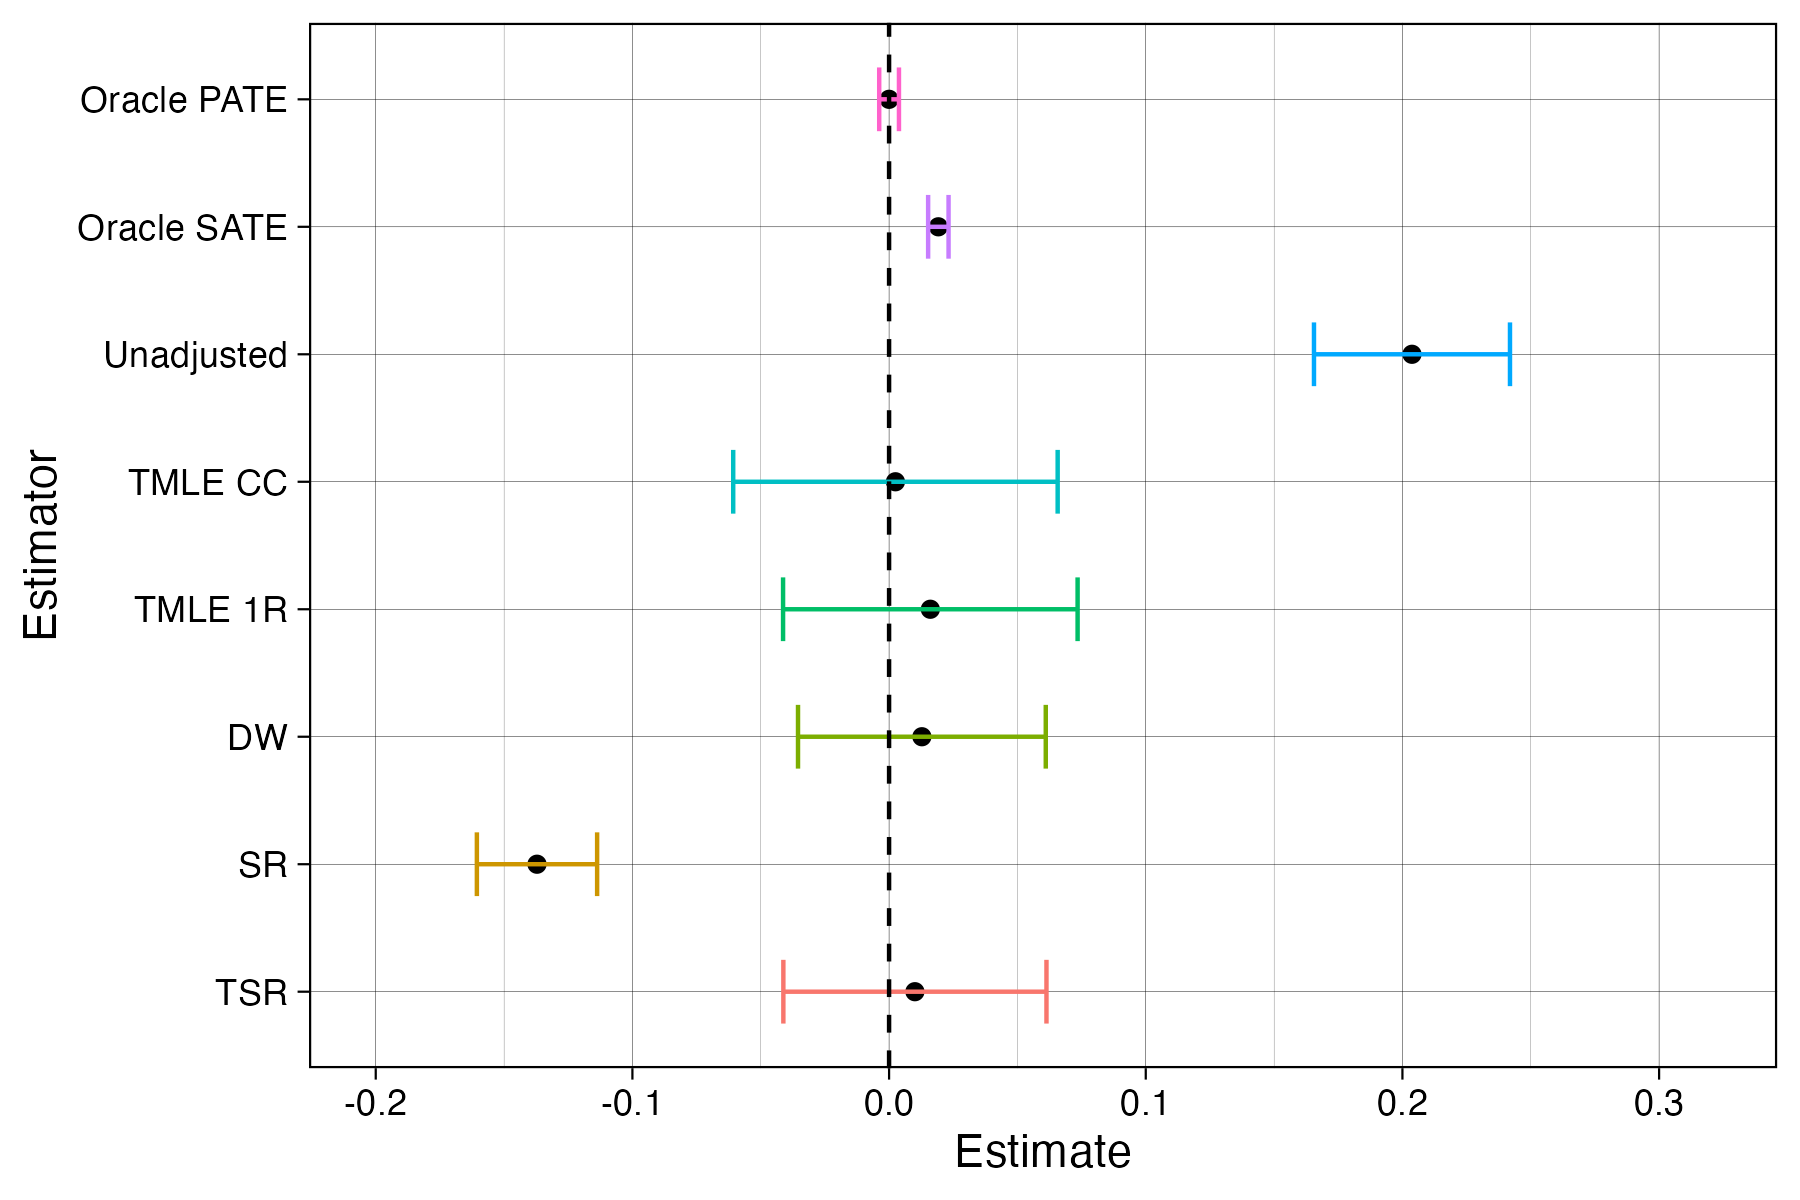 Oracle PATE
Oracle SATE
Unadjusted
TMLE CC
TMLE 1R
DW
SR
TSR
Estimator
-0.2 -0.1 0.0 0.1 0.2 0.3
Estimate